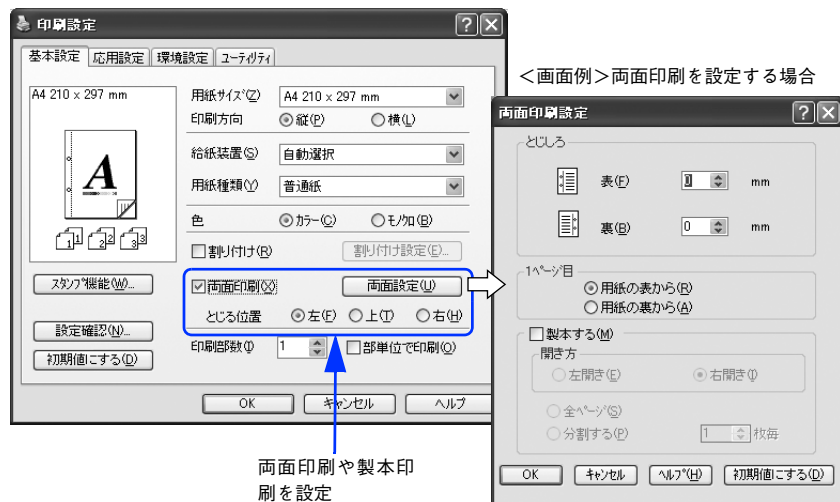 印刷設定
基本設定 応用設定 環境設定 ユーティリティ
A4 210 x 297 mm
用紙サイズ(Z) A4 210 x 297 mm
印刷方向 縦(P) 横(L)
給紙装置(S) 自動選択
用紙種類(Y) 普通紙
A
1 1 2 2 3 3
色 カラー(C) モノクロ(B)
割り付け(R) 割り付け設定(E)...
スタンプ機能(W)...
両面印刷(X) 両面設定(U)
とじる位置 左(F) 上(T) 右(H)
設定確認(N)...
印刷部数(I) 1 部単位で印刷(O)
初期値にする(D)
OK キャンセル ヘルプ
両面印刷や製本印
刷を設定
＜画面例＞両面印刷を設定する場合
両面印刷設定
とじしろ
表(F) 0 mm
裏(B) 0 mm
1ページ目
用紙の表から(R)
用紙の裏から(A)
製本する(M)
開き方
左開き(E) 右開き(I)
全ページ(S)
分割する(P) 1 枚毎
OK キャンセル ヘルプ(H) 初期値にする(D)